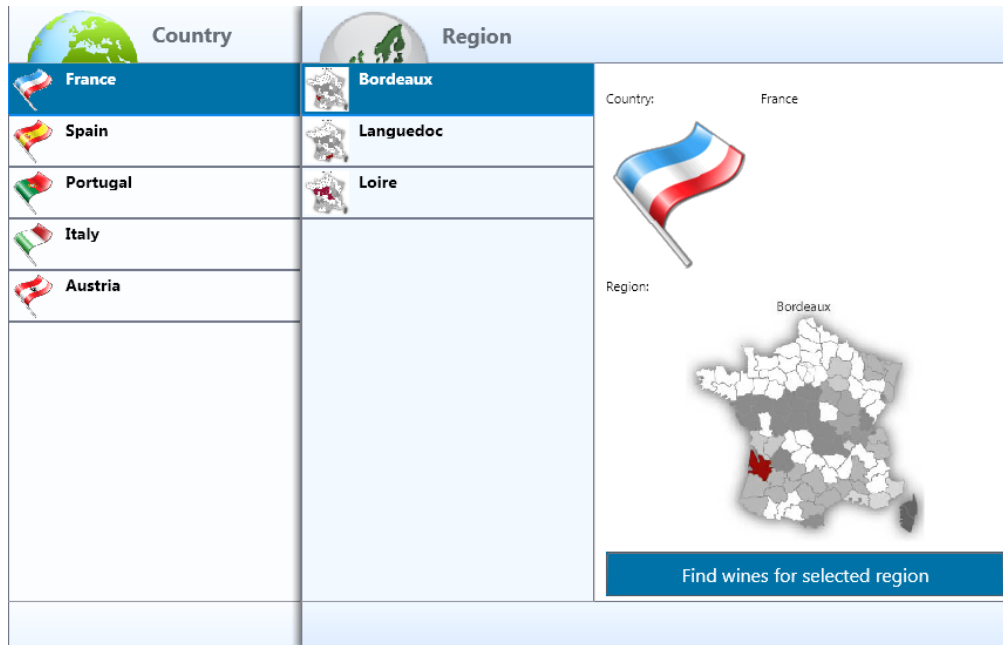 Country
Region
France
Spain
Portugal
Italy
Austria
Bordeaux
Languedoc
Loire
Country: France
Region:
Bordeaux
Find wines for selected region